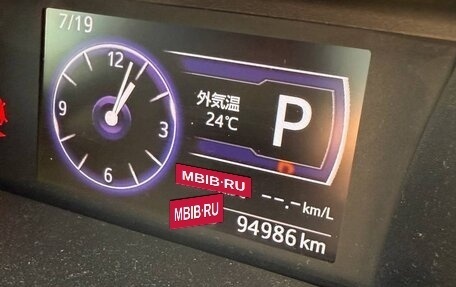 7/19
12
3
6
9
外気温
24℃
P
MBIB·RU
--.- km/L
MBIB·RU
94986 km